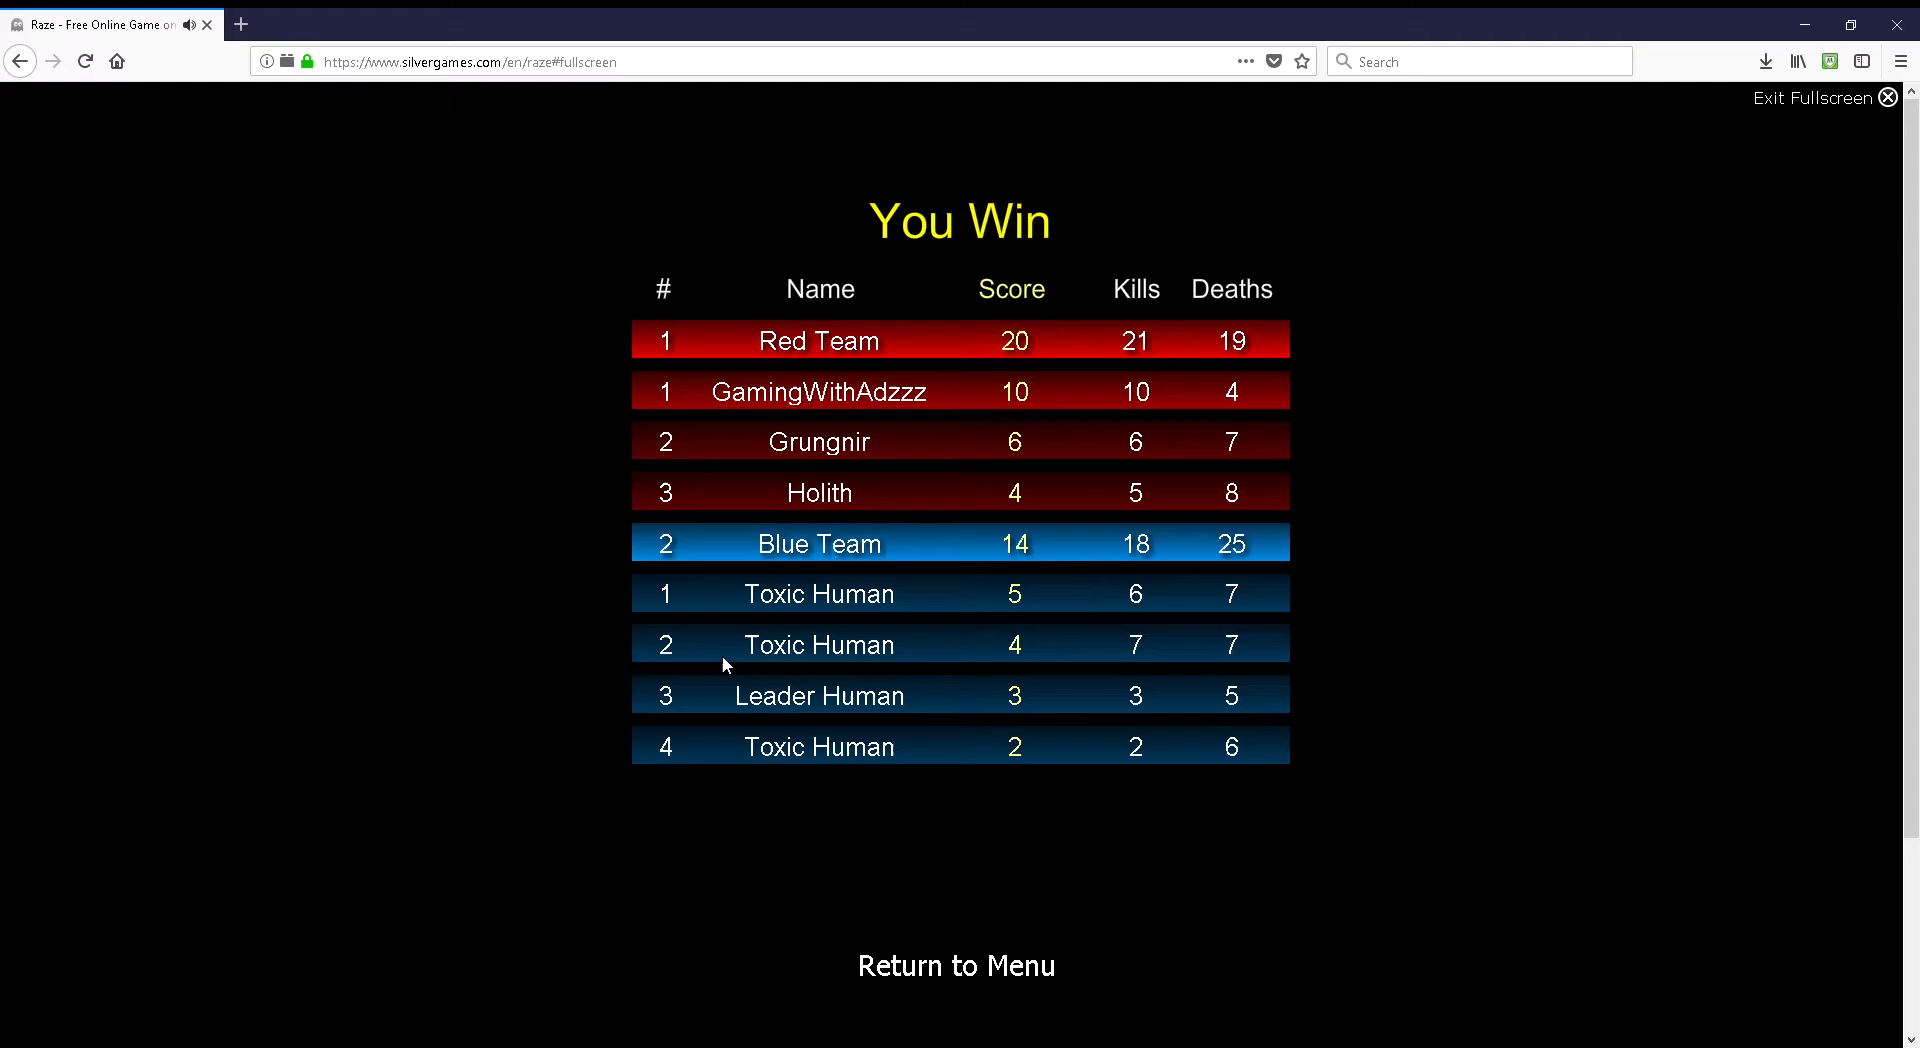 Raze - Free Online Game on
https://www.silvergames.com/en/raze#fullscreen
Search
Exit Fullscreen
You Win
# Name Score Kills Deaths
1 Red Team 20 21 19
1 GamingWithAdzzz 10 10 4
2 Grungnir 6 6 7
3 Holith 4 5 8
2 Blue Team 14 18 25
1 Toxic Human 5 6 7
2 Toxic Human 4 7 7
3 Leader Human 3 3 5
4 Toxic Human 2 2 6
Return to Menu